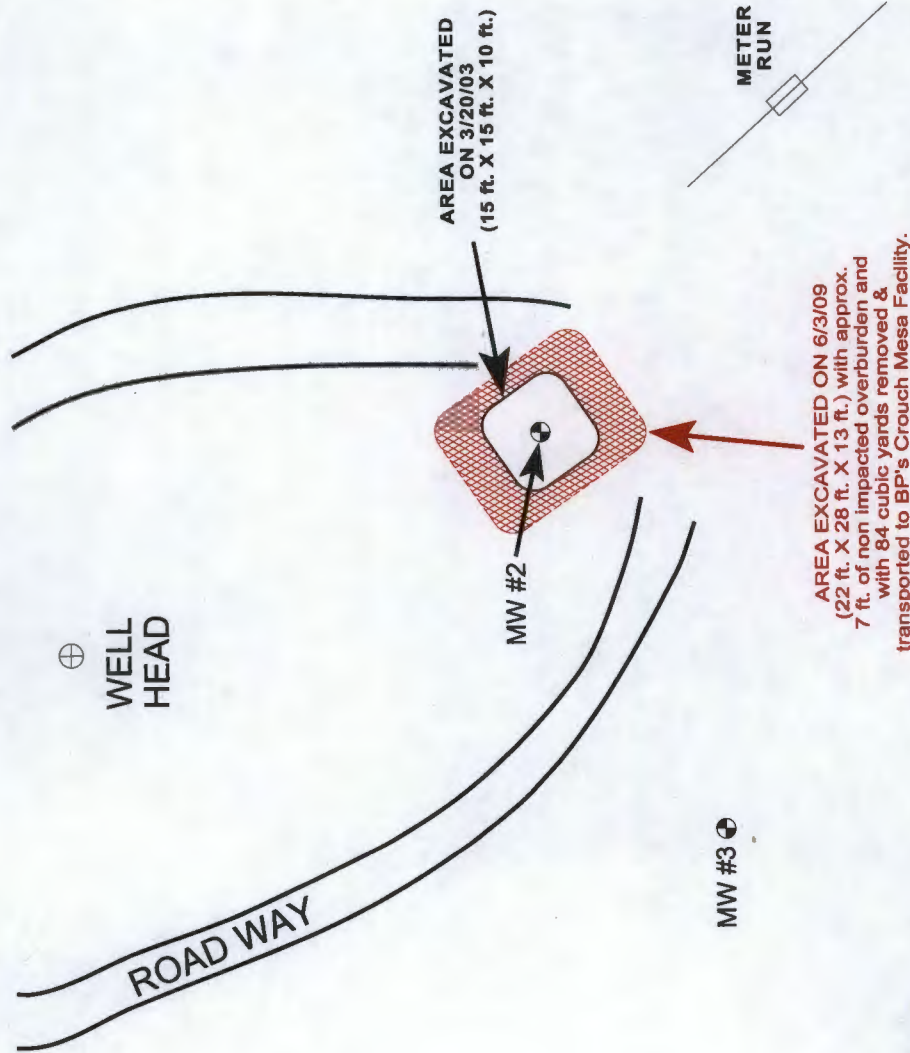 WELL
HEAD
AREA EXCAVATED
ON 3/20/03
(15 ft. X 15 ft. X 10 ft.)
METER
RUN
MW #2
ROAD WAY
MW #3
AREA EXCAVATED ON 6/3/09
(22 ft. X 28 ft. X 13 ft.) with approx.
7 ft. of non impacted overburden and
with 84 cubic yards removed &
transported to BP's Crouch Mesa Facility.